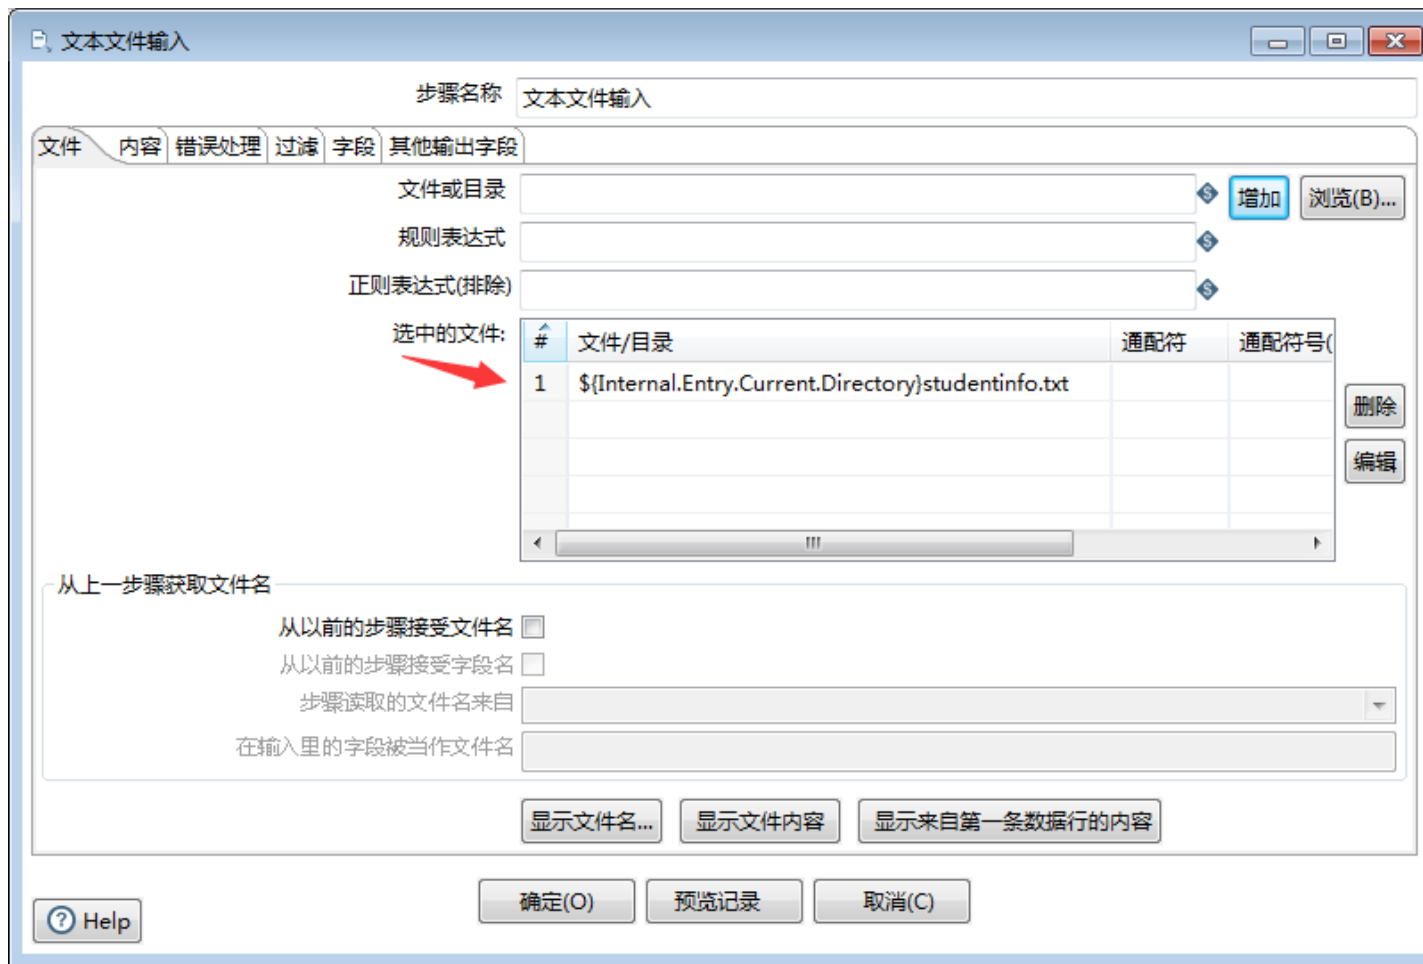 文本文件输入
步骤名称 文本文件输入
文件 内容 错误处理 过滤 字段 其他输出字段
文件或目录 增加 浏览(B)...
规则表达式
正则表达式(排除)
选中的文件: # 文件/目录 通配符 通配符号(
1 ${Internal.Entry.Current.Directory}studentinfo.txt
删除
编辑
从上一步骤获取文件名
从以前的步骤接受文件名
从以前的步骤接受字段名
步骤读取的文件名来自
在输入里的字段被当作文件名
显示文件名... 显示文件内容 显示来自第一条数据行的内容
确定(O) 预览记录 取消(C)
Help